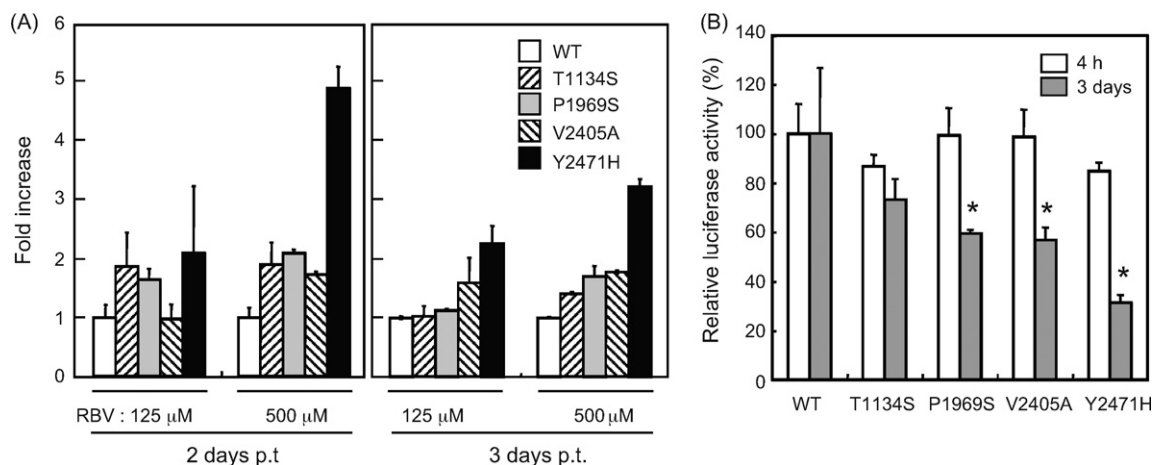 (A)
Fold increase
6
5
4
3
2
1
0
WT
T1134S
P1969S
V2405A
Y2471H
RBV : 125 μM
500 μM
125 μM
500 μM
2 days p.t
3 days p.t.
(B)
Relative luciferase activity (%)
140
120
100
80
60
40
60
80
0
4 h
3 days
*
*
*
WT
T1134S
P1969S
V2405A
Y2471H